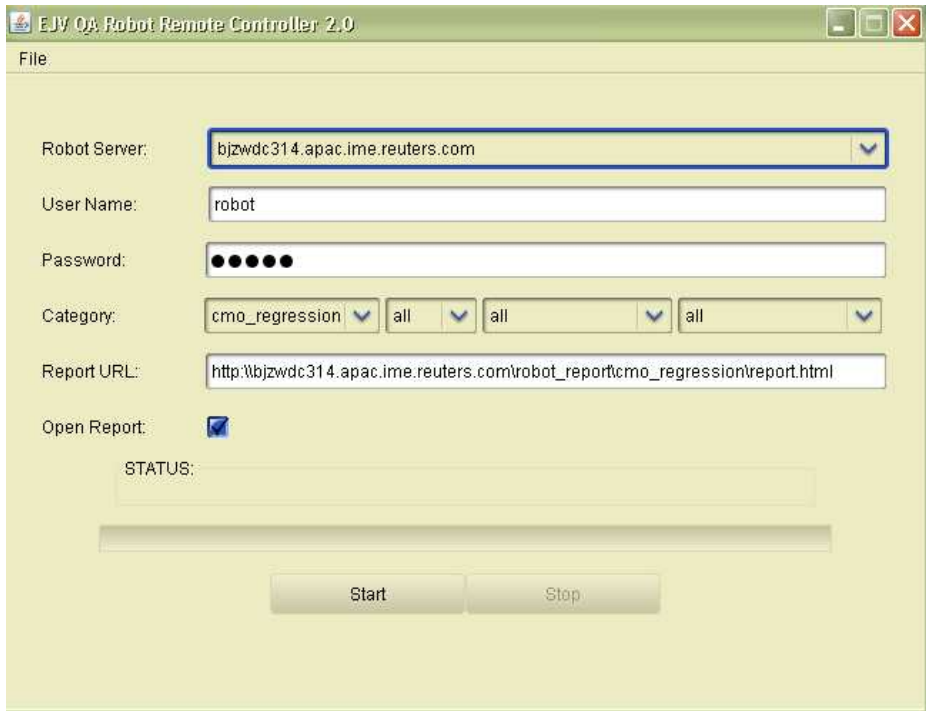 EJV QA Robot Remote Controller 2.0
File
Robot Server: bjzwdc314.apac.ime.reuters.com
User Name: robot
Password: ●●●●●
Category: cmo_regression all all all
Report URL: http:\\bjzwdc314.apac.ime.reuters.com\robot_report\cmo_regression\report.html
Open Report:
STATUS:
Start Stop